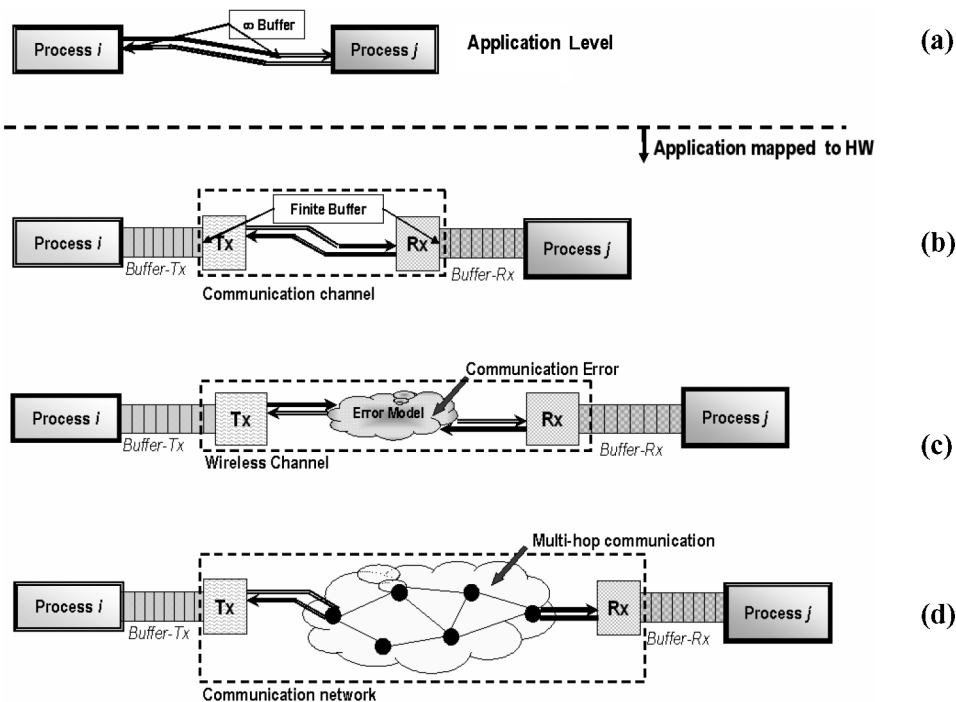 ∞ Buffer
Process i
Process j
Application Level
(a)
Application mapped to HW
Process i
Tx
Finite Buffer
Rx
Process j
(b)
Buffer-Tx
Buffer-Rx
Communication channel
Communication Error
Process i
Tx
Error Model
Rx
Process j
(c)
Buffer-Tx
Buffer-Rx
Wireless Channel
Multi-hop communication
Process i
Tx
Rx
Process j
(d)
Buffer-Tx
Buffer-Rx
Communication network